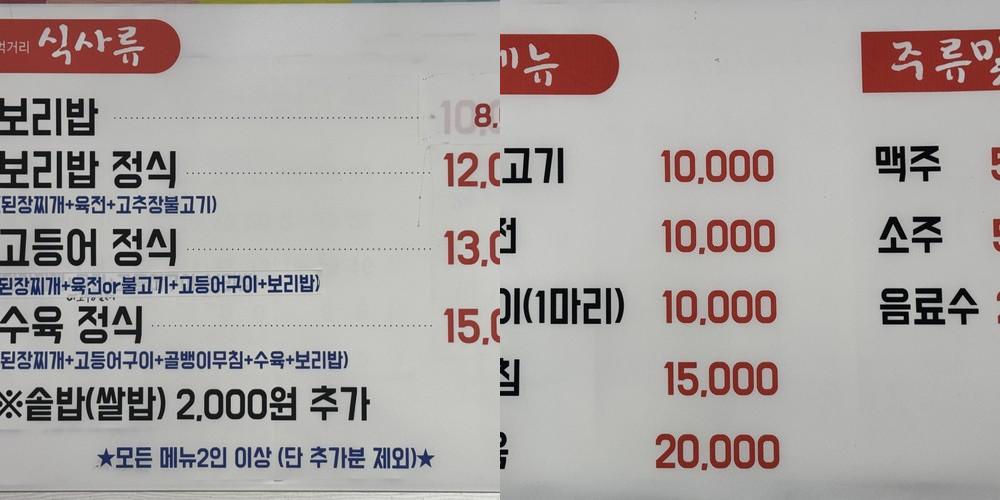 먹거리 식사류
보리밥 8,
보리밥 정식 12,0
된장찌개+육전+고추장불고기)
고등어 정식 13,0
된장찌개+육전or불고기+고등어구이+보리밥)
수육 정식 15,0
된장찌개+고등어구이+골뱅이무침+수육+보리밥)
※솥밥(쌀밥) 2,000원 추가
★모든 메뉴2인 이상 (단 추가분 제외)★
메뉴
고기 10,000
전 10,000
이(1마리) 10,000
침 15,000
20,000
주류및
맥주 5
소주 5
음료수 2